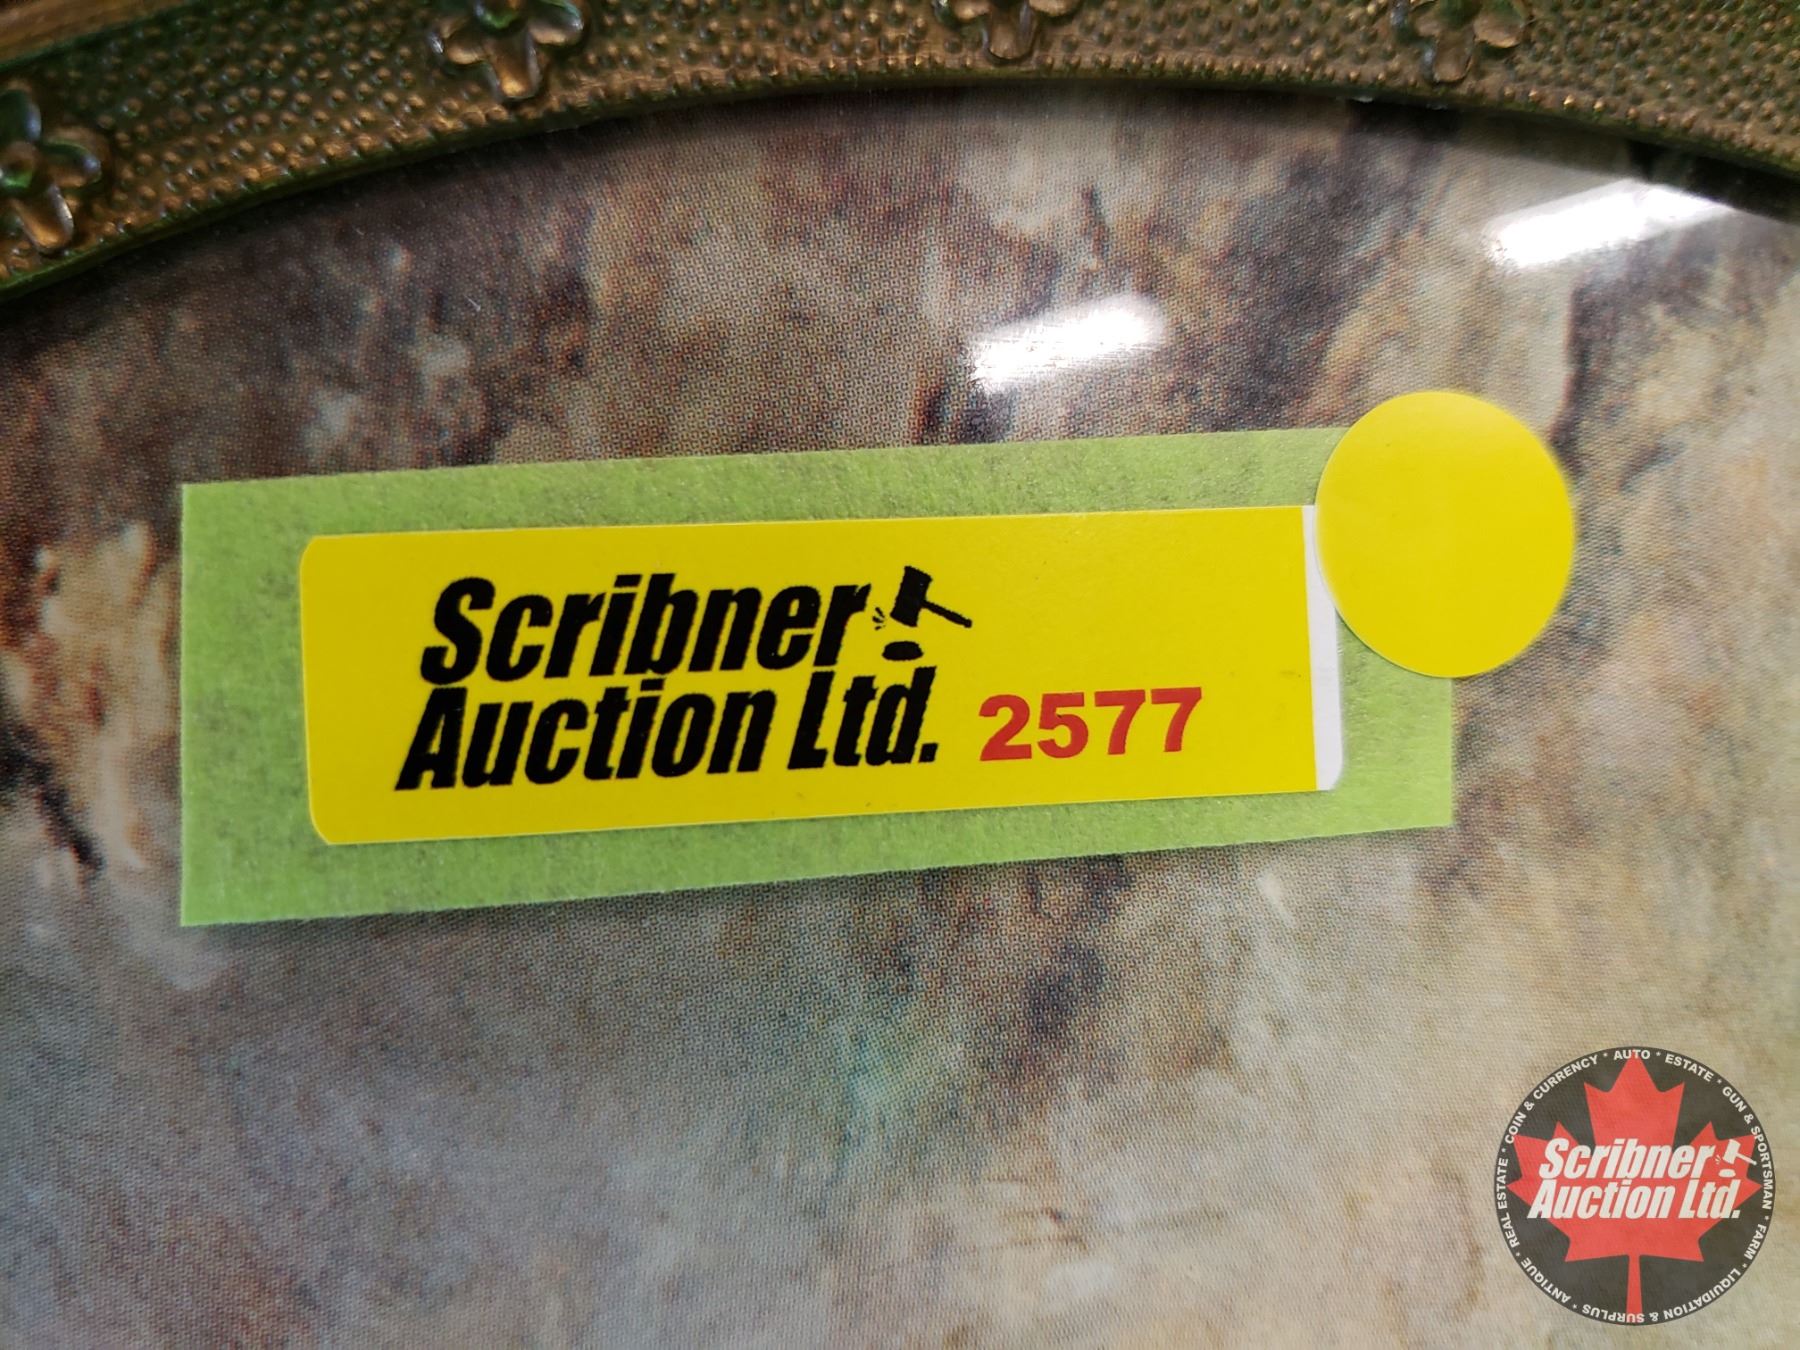 Scribner
Auction Ltd. 2577
REAL ESTATE * COIN & CURRENCY * AUTO * ESTATE * GUN & SPORTSMAN * FARM * LIQUIDATION & SURPLUS * ANTIQUE *
Scribner
Auction Ltd.